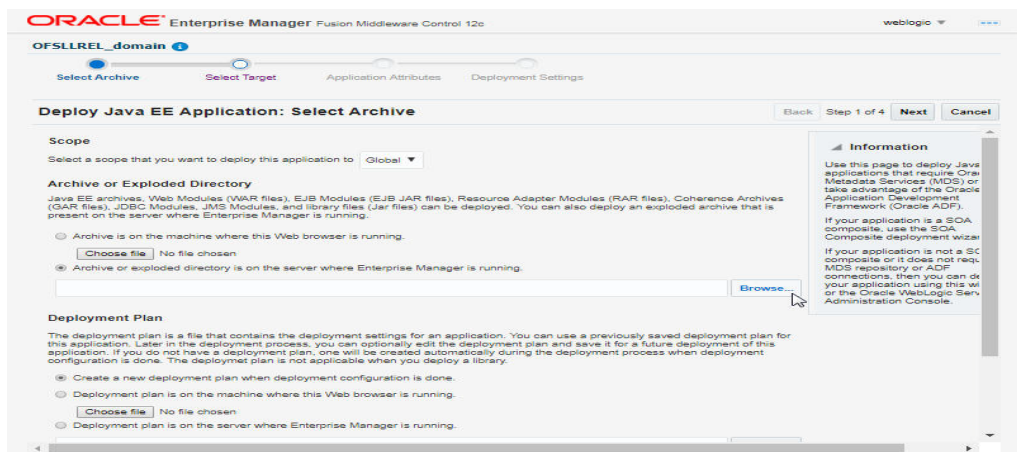 ORACLE Enterprise Manager Fusion Middleware Control 12c
weblogic
OFSLLREL_domain
Select Archive
Select Target
Application Attributes
Deployment Settings
Deploy Java EE Application: Select Archive
Back Step 1 of 4 Next Cancel
Scope
Select a scope that you want to deploy this application to Global
Archive or Exploded Directory
Java EE archives, Web Modules (WAR files), EJB Modules (EJB JAR files), Resource Adapter Modules (RAR files), Coherence Archives
(GAR files), JDBC Modules, JMS Modules, and library files (Jar files) can be deployed. You can also deploy an exploded archive that is
present on the server where Enterprise Manager is running.
Archive is on the machine where this Web browser is running.
Choose file No file chosen
Archive or exploded directory is on the server where Enterprise Manager is running.
Browse...
Deployment Plan
The deployment plan is a file that contains the deployment settings for an application. You can use a previously saved deployment plan for
this application. Later in the deployment process, you can optionally edit the deployment plan and save it for a future deployment of this
application. If you do not have a deployment plan, one will be created automatically during the deployment process when deployment
configuration is done. The deploymet plan is not applicable when you deploy a library.
Create a new deployment plan when deployment configuration is done.
Deployment plan is on the machine where this Web browser is running.
Choose file No file chosen
Deployment plan is on the server where Enterprise Manager is running.
Information
Use this page to deploy Java
applications that require Ora
Metadata Services (MDS) or
take advantage of the Oracle
Application Development
Framework (Oracle ADF).
If your application is a SOA
composite, use the SOA
Composite deployment wizar
If your application is not a SO
composite or it does not requ
MDS repository or ADF
connections, then you can de
your application using this wi
or the Oracle WebLogic Serv
Administration Console.